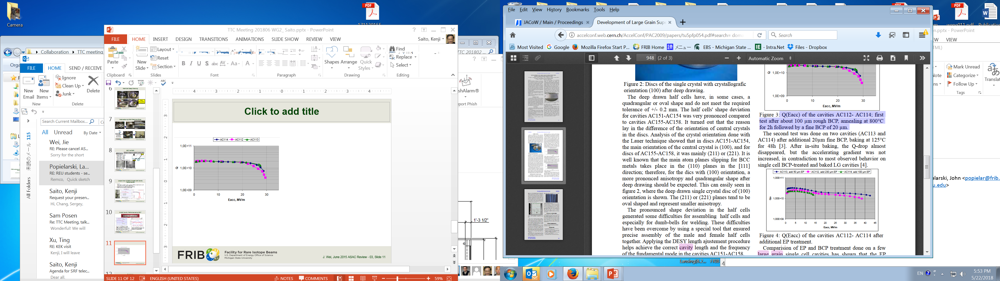 Camera
PDF
171130155
Collaboration
TTC meeting
Orga
FILE
HOME
SEND / RECEIVE
New Email
New Items
Ignore
Clean Up
Junk
Delete
New
Delete
Search Current Mailbox...
All
Unread
By Date
115
未読のメール
All Folders
Wei, Jie
RE: Please cancel AS...
Sorry for the short
Popielarski, La...
RE: REU students - se...
Remco, Quick sketch
Saito, Kenji
Request your presen...
Hi, Chang, Sergey,
Sam Posen
Re: TTC Meeting, talk...
Wonderful! We will
Xu, Ting
RE: KEK visit
Kenji, I will leave
Saito, Kenji
Agenda for SRF telec...
Dear all,
TTC Meeting 201806 WG2_ Saito.pptx - PowerPoint
FILE
HOME
INSERT
DESIGN
TRANSITIONS
ANIMATIONS
SLIDE SHOW
REVIEW
VIEW
Saito, Kenji
Paste
New Slide
Layout
Reset
Section
B I U S abc AV Aa A
Shapes
Arrange
Quick Styles
Find
Replace
Select
Clipboard
Slides
Font
Paragraph
Drawing
Editing
6
7
8
9
10
11
12
4 3 2 1 0 1 2 3 4
3
2
1
0
1
2
3
Click to add title
AC114 AC112 AC113
1,0E+11
1,0E+10
1,0E+09
Q
0 10 20 30
Eacc, MV/m
FRIB
Facility for Rare Isotope Beams
U.S. Department of Energy Office of Science
Michigan State University
J. Wei, June 2015 ASAC Review - 03, Slide 11
SLIDE 11 OF 12
ENGLISH (UNITED STATES)
NOTES
COMMENTS
59%
TTC 201802 ...
shAlarm®
eport Phish
1'-3 1/2"
File Edit View History Bookmarks Tools Help
JACoW / Main / Proceedings
Development of Large Grain Supe
accelconf.web.cern.ch/AccelConf/PAC2009/papers/tu5pfp054.pdf#search= doma
Search
Most Visited
Google
Mozilla Firefox Start P...
FRIB Home
メニュー
EBS - Michigan State ...
- Intra.Net
Files - Dropbox
948 (2 of 3)
Automatic Zoom
Figure 2: Discs of the single crystal with crystallografic
orientation (100) after deep drawing.
The deep drawn half cells have, in some cases, a
quadrangular or oval shape and do not meet the required
tolerance of +/- 0.2 mm. The half cells' shape deviation
for cavities AC151-AC154 was very prononced compared
to cavities AC155-AC158. It turned out that the reason
lay in the difference of the orientation of central crystals
in the discs. Analysis of the crystal orientation done with
the Lauer technique showed that in discs AC151-AC154,
the main orientation of the central crystal is (100), and for
discs of AC155-AC158, it was mainly (211) or (221). It is
well known that the main atom planes slipping for BCC
metals takes place in the (110) planes in the [111]
direction; therefore, for the dics with (100) orientation, a
more prononced anisotropy and quadrangular shape after
deep drawing should be expected. This can easily seen in
figure 2, where the deep drawn single crystal disc of (100)
orientation is shown. The (211) or (221) planes tend to be
oval shaped and represent smaller anisotropy.
The pronounced shape deviation in the half cells
generated some difficulties for assembling half cells and
especially for dumb-bells for welding. These difficulties
have been overcome by using a special tool that ensured
precise assembly of the male and female half cells
together. Applying the DESY length ajustement procedure
helps achieve the correct cavity length and the frequency
of the fundamental mode in the cavities AC151-AC158.
Q
1,0E+10
1,0E+09
0 10 20 30
Eacc, MV/m
Figure 3: Q(Eacc) of the cavities AC112- AC114; first
test after about 100 µm rough BCP, annealing at 800°C
for 2h followed by a fine BCP of 20 µm.
The second test was done on two cavities (AC113 and
AC114) after additional 20µm fine BCP, baking at 125°C
for 48h [3]. After in-situ baking, the Q-drop almost
disappeared, but the accelerating gradient was not
increased, in contradiction to most observed behavior on
single cell BCP-treated and baked LG cavities [4].
AC113, add 50 µm EP AC112, add 230 µm EP AC114, add 100 µm EP
1,00E+11
1,00E+10
1,00E+09
Qo
0 5 10 15 20 25 30 35 40 45
Eacc, MV/m
Figure 4: Q(Eacc) of the cavities AC112- AC114 after
additional EP treatment.
Comparision of EP and BCP treatment done on a few
large grain single cell cavities has shown that the EP
PDF
wepe011.pdf
Publication
n.pptx - PowerPoint
EW
VIEW
TML)
Mark Unread
Categorize
Follow Up
Translat
Tags
elarski, John <popielar@frib.
u.edu>
Lansing(8.2...
FRIB
4
EN
5:53 PM
5/22/2018